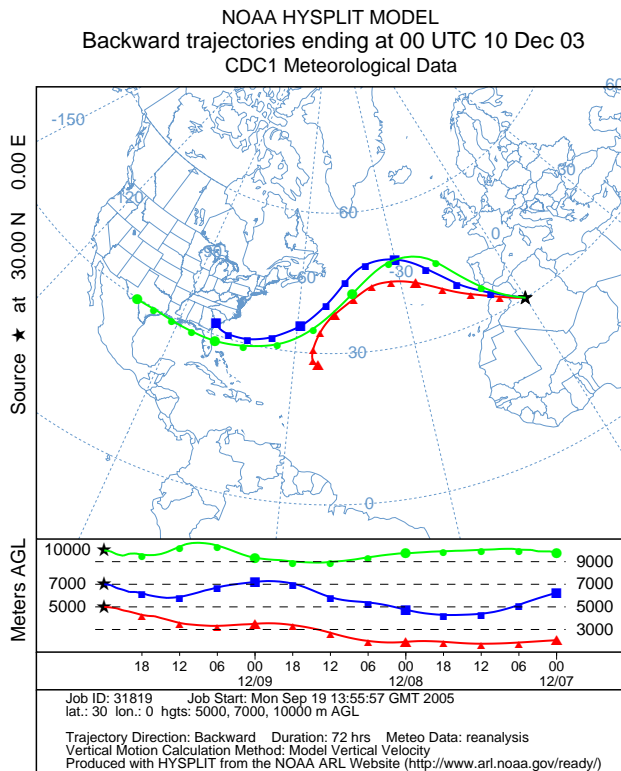 NOAA HYSPLIT MODEL
Backward trajectories ending at 00 UTC 10 Dec 03
CDC1 Meteorological Data
Source ★ at 30.00 N 0.00 E
-150
-120
-90
-60
-30
0
30
60
60
30
0
Meters AGL
10000
7000
5000
9000
7000
5000
3000
18 12 06 00 18 12 06 00 18 12 06 00
12/09 12/08 12/07
Job ID: 31819 Job Start: Mon Sep 19 13:55:57 GMT 2005
lat.: 30 lon.: 0 hgts: 5000, 7000, 10000 m AGL
Trajectory Direction: Backward Duration: 72 hrs Meteo Data: reanalysis
Vertical Motion Calculation Method: Model Vertical Velocity
Produced with HYSPLIT from the NOAA ARL Website (http://www.arl.noaa.gov/ready/)